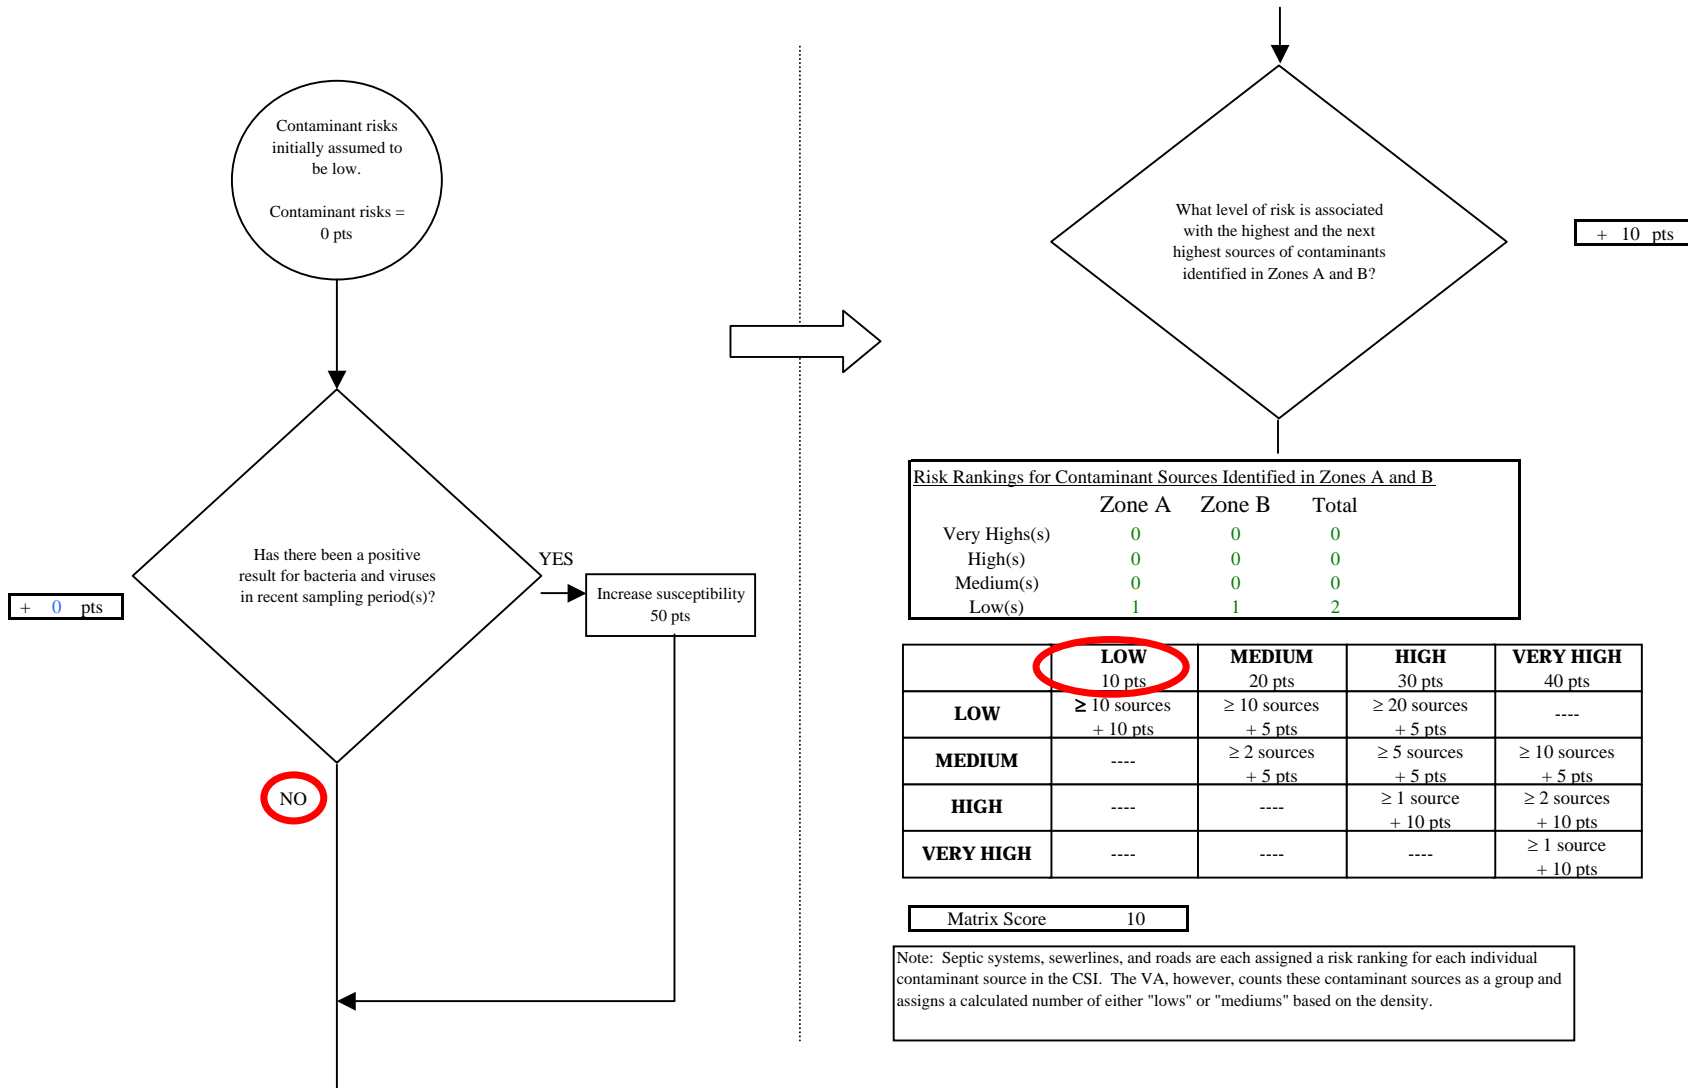 Contaminant risks
initially assumed to
be low.
Contaminant risks =
0 pts
Has there been a positive
result for bacteria and viruses
in recent sampling period(s)?
YES
Increase susceptibility
50 pts
+ 0 pts
NO
What level of risk is associated
with the highest and the next
highest sources of contaminants
identified in Zones A and B?
+ 10 pts
Risk Rankings for Contaminant Sources Identified in Zones A and B
Zone A Zone B Total
Very Highs(s) 0 0 0
High(s) 0 0 0
Medium(s) 0 0 0
Low(s) 1 1 2
LOW MEDIUM HIGH VERY HIGH
10 pts 20 pts 30 pts 40 pts
LOW ≥ 10 sources ≥ 10 sources ≥ 20 sources ----
+ 10 pts + 5 pts + 5 pts
MEDIUM ---- ≥ 2 sources ≥ 5 sources ≥ 10 sources
+ 5 pts + 5 pts + 5 pts
HIGH ---- ---- ≥ 1 source ≥ 2 sources
+ 10 pts + 10 pts
VERY HIGH ---- ---- ---- ≥ 1 source
+ 10 pts
Matrix Score 10
Note: Septic systems, sewerlines, and roads are each assigned a risk ranking for each individual
contaminant source in the CSI. The VA, however, counts these contaminant sources as a group and
assigns a calculated number of either "lows" or "mediums" based on the density.